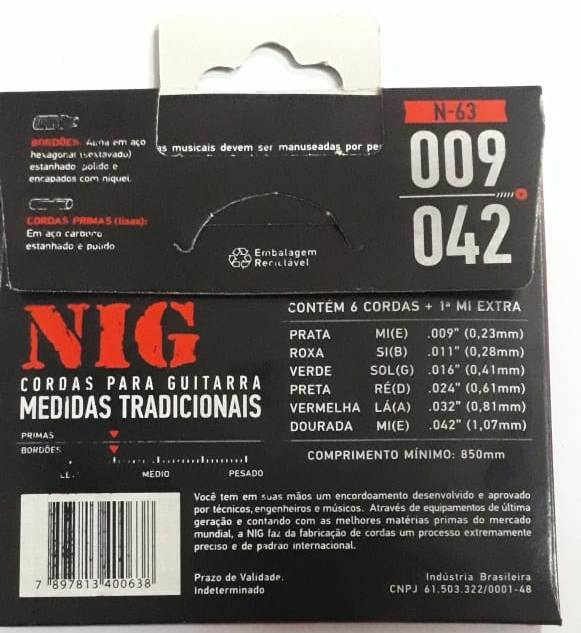 N-63
009
042
BORDÕES: Alma em aço
hexagonal (sextavado)
estanhado polido e
encapados com níquel.
CORDAS PRIMAS (lisas):
Em aço carbono
estanhado e polido
as musicais devem ser manuseadas por pe
Embalagem
Reciclável
NIG
CORDAS PARA GUITARRA
MEDIDAS TRADICIONAIS
PRIMAS
BORDÕES
MÉDIO PESADO
CONTÉM 6 CORDAS + 1ª MI EXTRA
PRATA MI(E) .009" (0,23mm)
ROXA SI(B) .011" (0,28mm)
VERDE SOL(G) .016" (0,41mm)
PRETA RÉ(D) .024" (0,61mm)
VERMELHA LÁ(A) .032" (0,81mm)
DOURADA MI(E) .042" (1,07mm)
COMPRIMENTO MÍNIMO: 850mm
Você tem em suas mãos um encordoamento desenvolvido e aprovado
por técnicos, engenheiros e músicos. Através de equipamentos de última
geração e contando com as melhores matérias primas do mercado
mundial, a NIG faz da fabricação de cordas um processo extremamente
preciso e de padrao internacional.
7 897813 400638
Prazo de Validade:
Indeterminado
Indústria Brasileira
CNPJ 61.503.322/0001-48